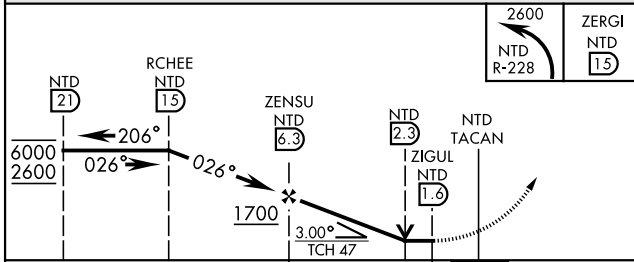 2600
NTD
R-228
ZERGI
NTD
15
RCHEE
NTD
21
NTD
15
ZENSU
NTD
6.3
NTD
2.3
ZIGUL
NTD
1.6
NTD
TACAN
206°
6000
2600
026°
026°
1700
3.00°
TCH 47